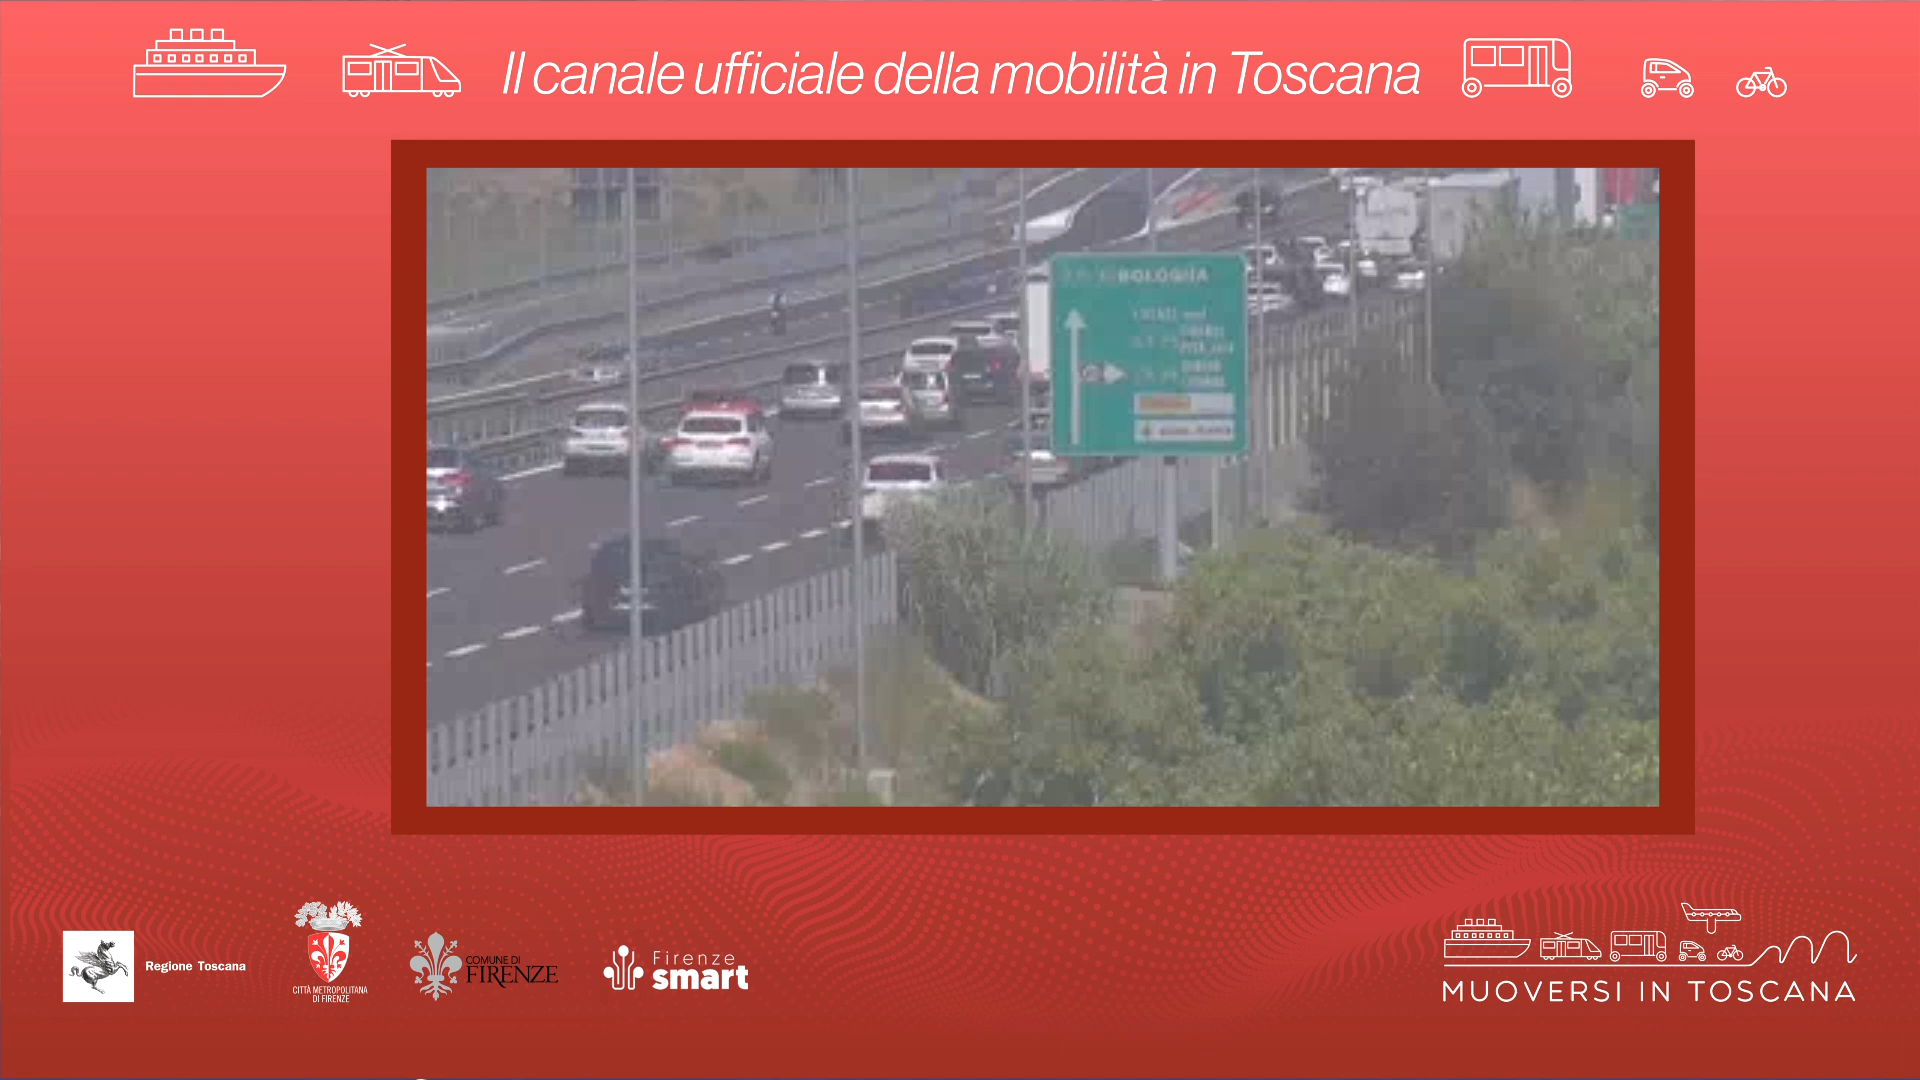 Il canale ufficiale della mobilità in Toscana
BOLOGNA
Regione Toscana
CITTÀ METROPOLITANA
DI FIRENZE
COMUNE DI
FIRENZE
Firenze
smart
MUOVERSI IN TOSCANA